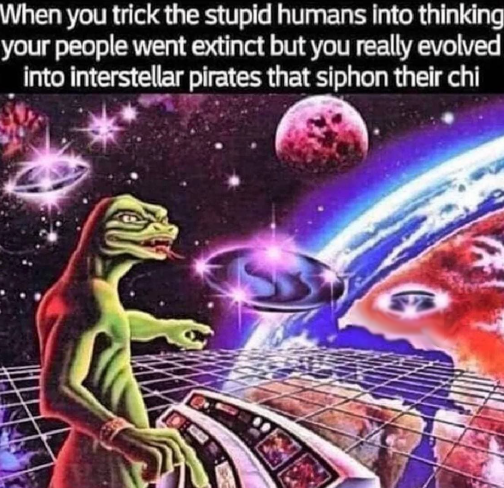 When you trick the stupid humans into thinking
your people went extinct but you really evolved
into interstellar pirates that siphon their chi